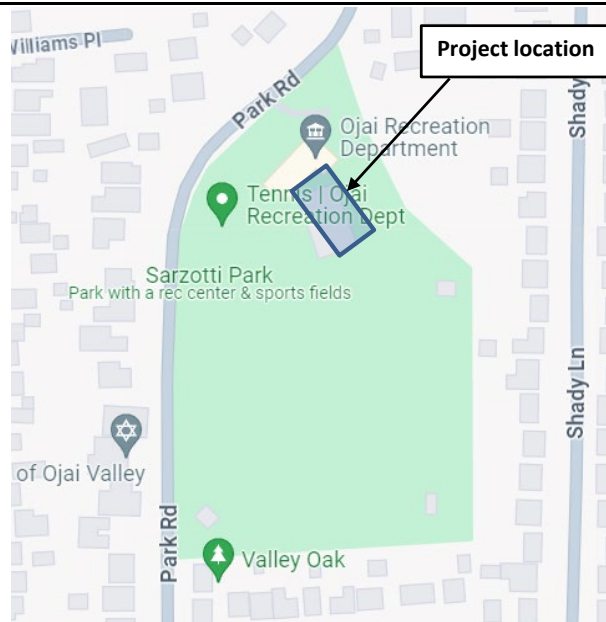 Williams Pl
Project location
Park Rd
Shady
Ojai Recreation
Department
Tennis | Ojai
Recreation Dept
Sarzotti Park
Park with a rec center & sports fields
Shady Ln
of Ojai Valley
Park Rd
Valley Oak